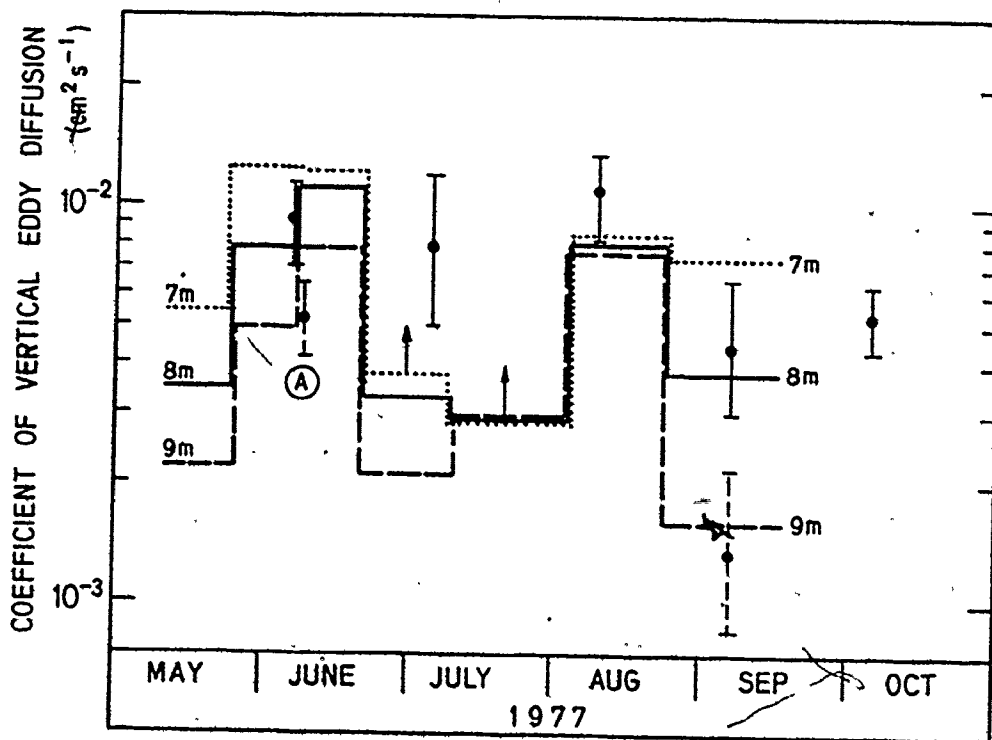 COEFFICIENT OF VERTICAL EDDY DIFFUSION
(cm² s⁻¹)
10⁻²
10⁻³
7m
8m
9m
A
7m
8m
9m
MAY JUNE JULY AUG SEP OCT
1977